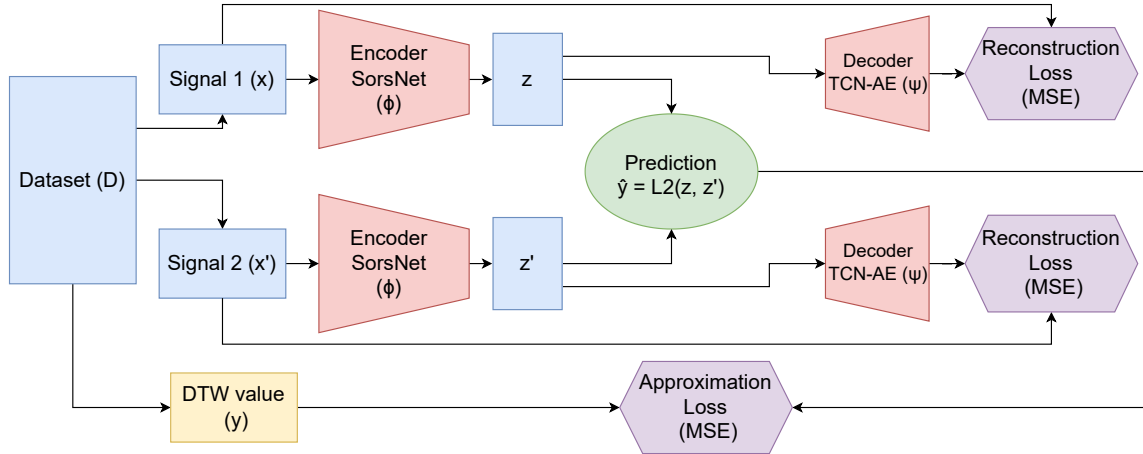 Dataset (D)
Signal 1 (x)
Encoder
SorsNet
(ϕ)
z
Decoder
TCN-AE (ψ)
Reconstruction
Loss
(MSE)
Prediction
ŷ = L2(z, z')
Signal 2 (x')
Encoder
SorsNet
(ϕ)
z'
Decoder
TCN-AE (ψ)
Reconstruction
Loss
(MSE)
DTW value
(y)
Approximation
Loss
(MSE)